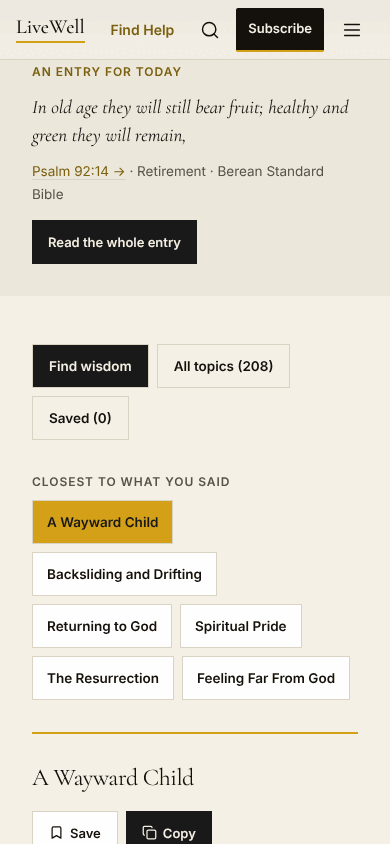 LiveWell
Find Help
Subscribe
AN ENTRY FOR TODAY
In old age they will still bear fruit; healthy and
green they will remain,
Psalm 92:14 → · Retirement · Berean Standard
Bible
Read the whole entry
Find wisdom
All topics (208)
Saved (0)
CLOSEST TO WHAT YOU SAID
A Wayward Child
Backsliding and Drifting
Returning to God
Spiritual Pride
The Resurrection
Feeling Far From God
A Wayward Child
Save
Copy